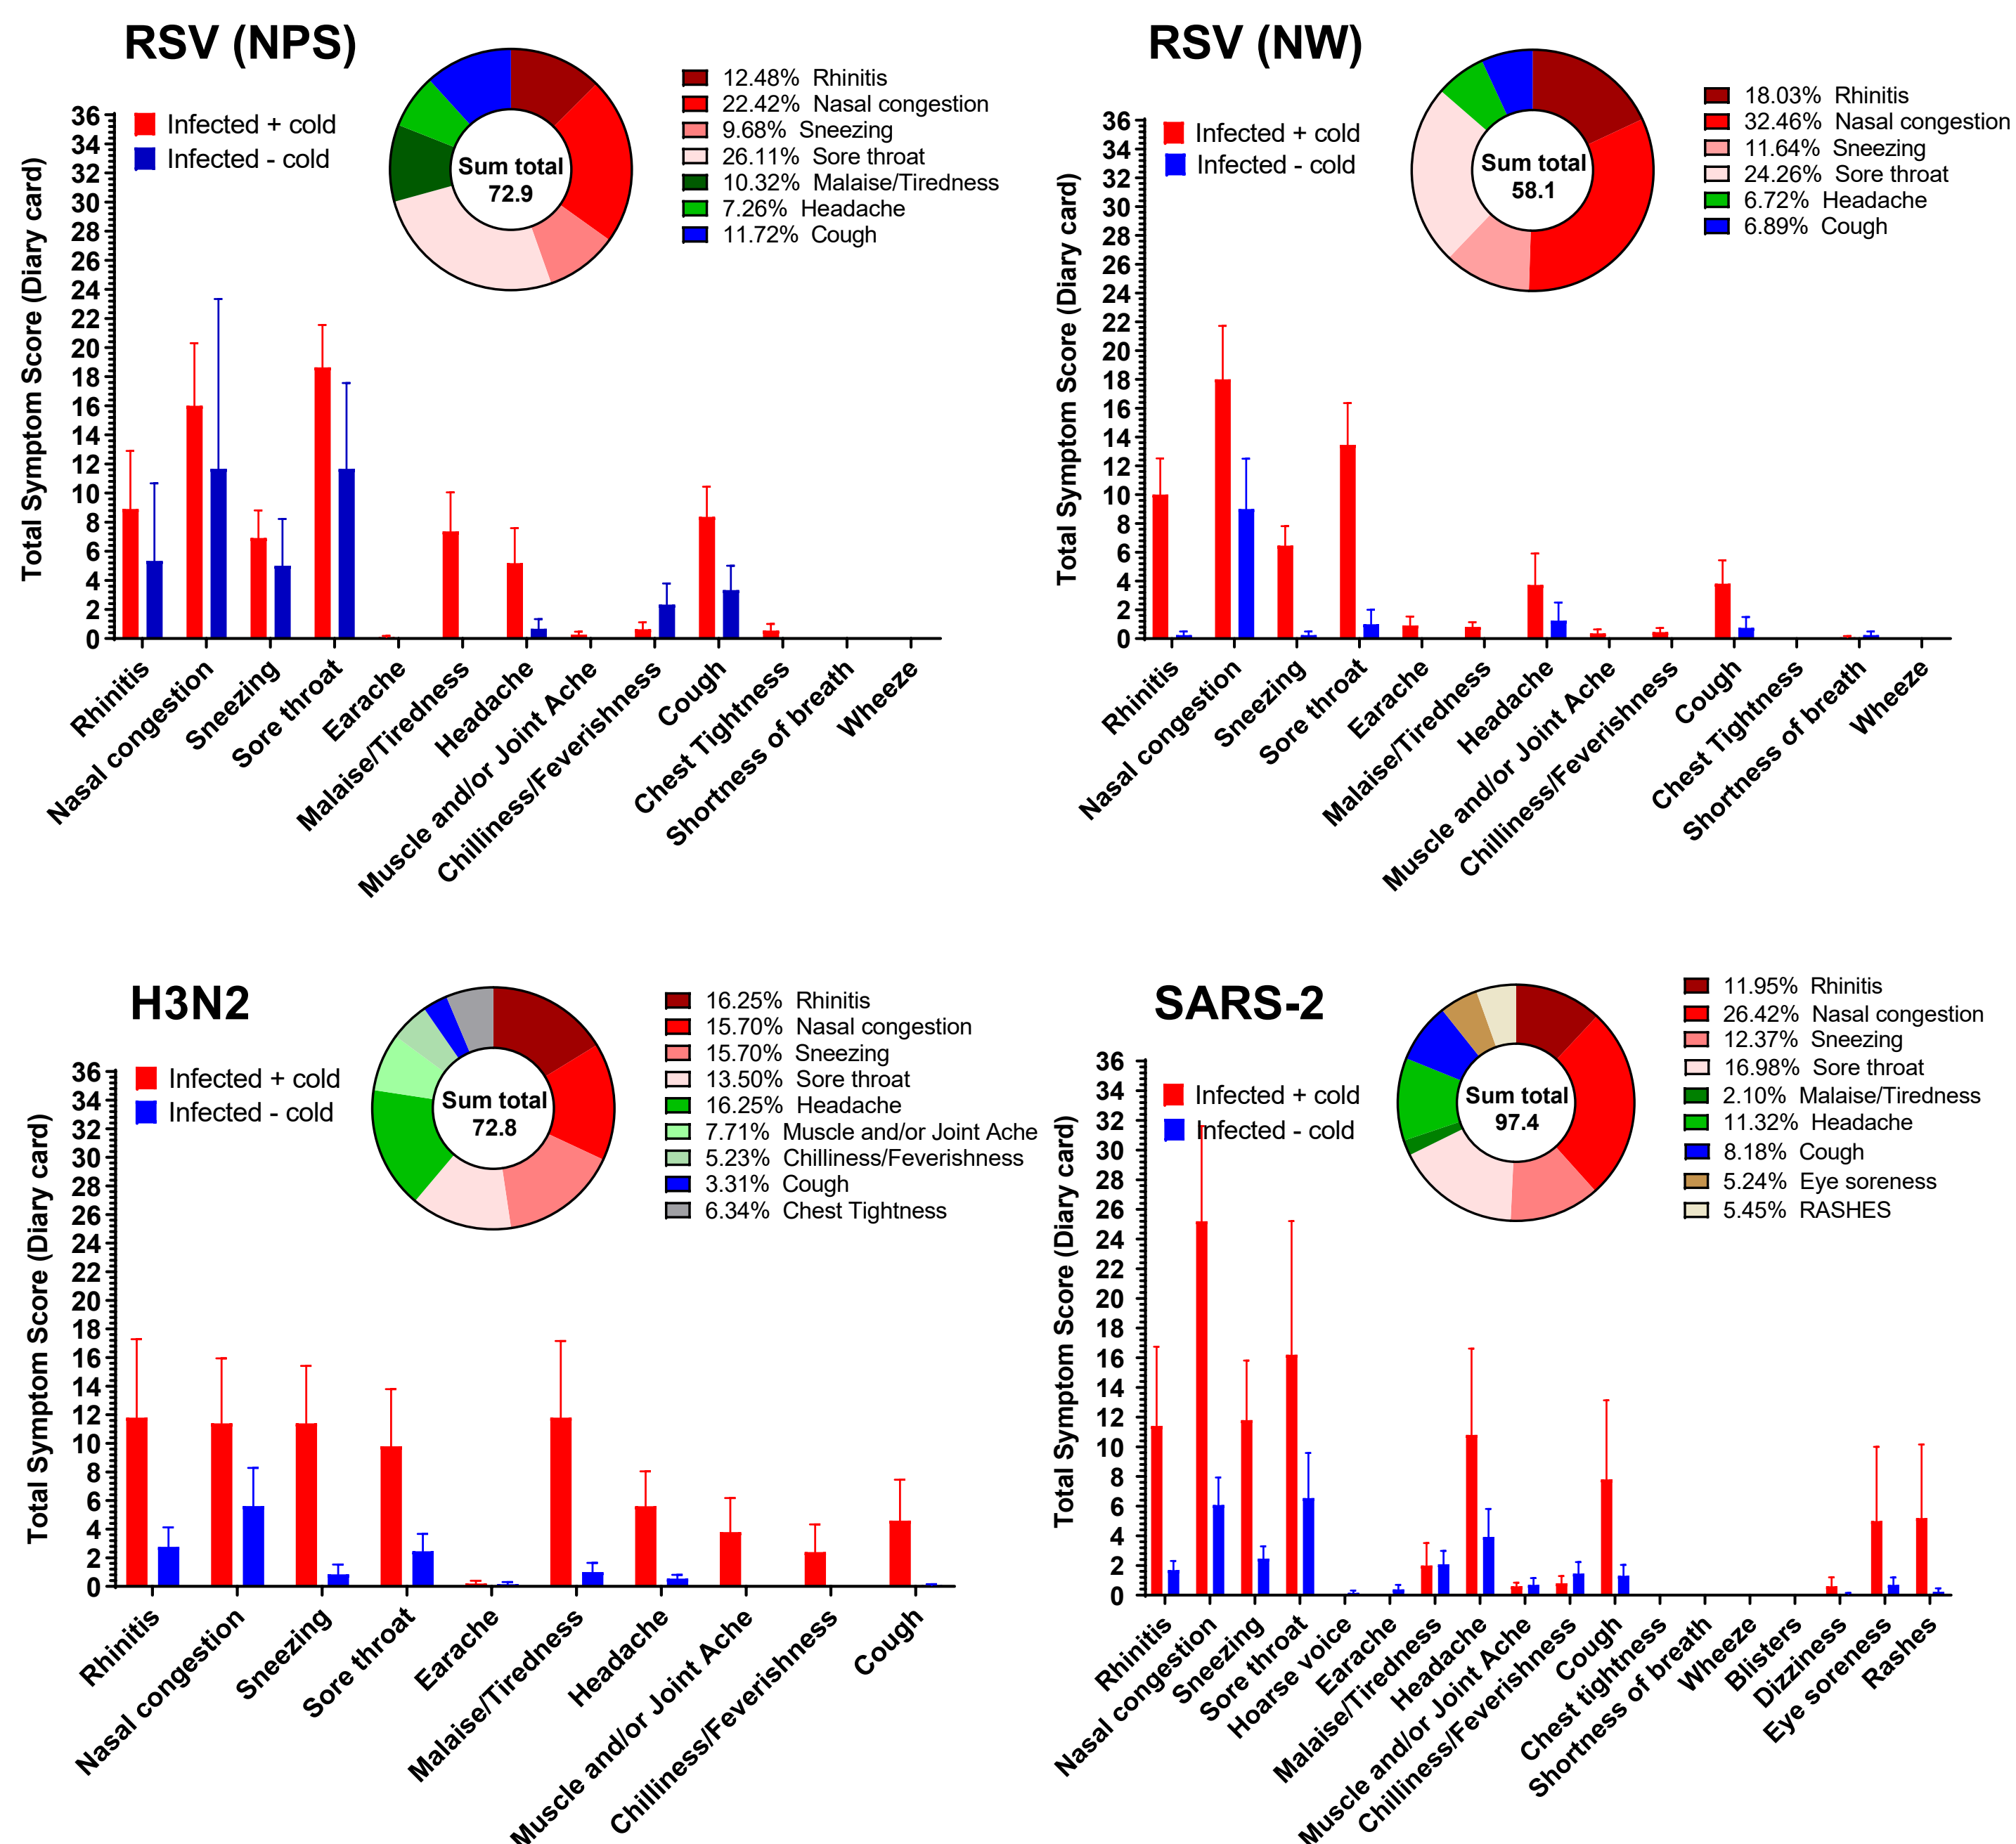 RSV (NPS)
Infected + cold
Infected - cold
Sum total
72.9
12.48% Rhinitis
22.42% Nasal congestion
9.68% Sneezing
26.11% Sore throat
10.32% Malaise/Tiredness
7.26% Headache
11.72% Cough
Total Symptom Score (Diary card)
36
34
32
30
28
26
24
22
20
18
16
14
12
10
8
6
4
2
0
Rhinitis
Nasal congestion
Sneezing
Sore throat
Earache
Malaise/Tiredness
Headache
Muscle and/or Joint Ache
Chilliness/Feverishness
Cough
Chest Tightness
Shortness of breath
Wheeze
RSV (NW)
Infected + cold
Infected - cold
Sum total
58.1
18.03% Rhinitis
32.46% Nasal congestion
11.64% Sneezing
24.26% Sore throat
6.72% Headache
6.89% Cough
Total Symptom Score (Diary card)
36
34
32
30
28
26
24
22
20
18
16
14
12
10
8
6
4
2
0
Rhinitis
Nasal congestion
Sneezing
Sore throat
Earache
Malaise/Tiredness
Headache
Muscle and/or Joint Ache
Chilliness/Feverishness
Cough
Chest Tightness
Shortness of breath
Wheeze
H3N2
Infected + cold
Infected - cold
Sum total
72.8
16.25% Rhinitis
15.70% Nasal congestion
15.70% Sneezing
13.50% Sore throat
16.25% Headache
7.71% Muscle and/or Joint Ache
5.23% Chilliness/Feverishness
3.31% Cough
6.34% Chest Tightness
Total Symptom Score (Diary card)
36
34
32
30
28
26
24
22
20
18
16
14
12
10
8
6
4
2
0
Rhinitis
Nasal congestion
Sneezing
Sore throat
Earache
Malaise/Tiredness
Headache
Muscle and/or Joint Ache
Chilliness/Feverishness
Cough
SARS-2
Infected + cold
Infected - cold
Sum total
97.4
11.95% Rhinitis
26.42% Nasal congestion
12.37% Sneezing
16.98% Sore throat
2.10% Malaise/Tiredness
11.32% Headache
8.18% Cough
5.24% Eye soreness
5.45% RASHES
Total Symptom Score (Diary card)
36
34
32
30
28
26
24
22
20
18
16
14
12
10
8
6
4
2
0
Rhinitis
Nasal congestion
Sneezing
Sore throat
Hoarse voice
Earache
Malaise/Tiredness
Headache
Muscle and/or Joint Ache
Chilliness/Feverishness
Cough
Chest tightness
Shortness of breath
Wheeze
Blisters
Dizziness
Eye soreness
Rashes